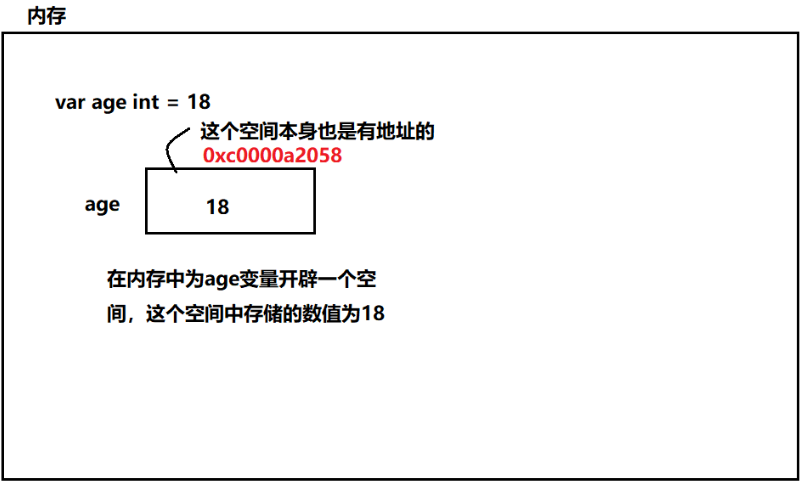 内存
var age int = 18
这个空间本身也是有地址的
0xc0000a2058
age
18
在内存中为age变量开辟一个空
间，这个空间中存储的数值为18